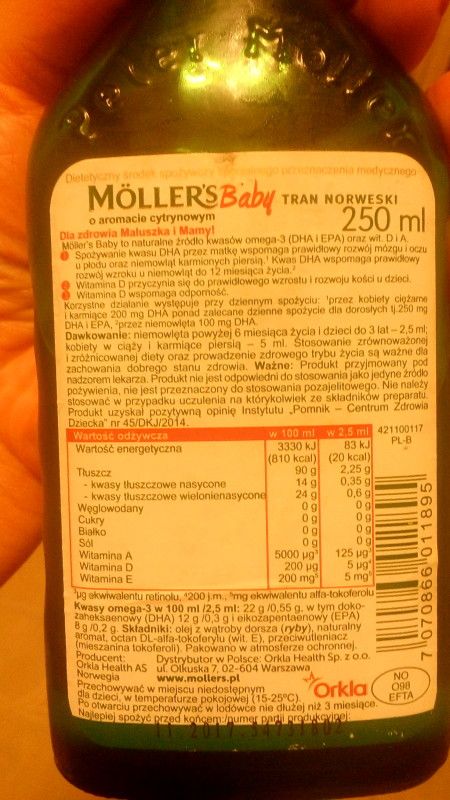 Peter Möller
Dietetyczny środek spożywczy specjalnego przeznaczenia medycznego
MÖLLER'S Baby TRAN NORWESKI
o aromacie cytrynowym 250 ml
Dla zdrowia Maluszka i Mamy!
Möller's Baby to naturalne źródło kwasów omega-3 (DHA i EPA) oraz wit. D i A.
Spożywanie kwasu DHA przez matkę wspomaga prawidłowy rozwój mózgu i oczu
u płodu oraz niemowląt karmionych piersią.¹ Kwas DHA wspomaga prawidłowy
rozwój wzroku u niemowląt do 12 miesiąca życia.²
Witamina D przyczynia się do prawidłowego wzrostu i rozwoju kości u dzieci.
Witamina D wspomaga odporność.
Korzystne działanie występuje przy dziennym spożyciu: ¹przez kobiety ciężarne
i karmiące 200 mg DHA ponad zalecane dzienne spożycie dla dorosłych tj.250 mg
DHA i EPA, ²przez niemowlęta 100 mg DHA.
Dawkowanie: niemowlęta powyżej 6 miesiąca życia i dzieci do 3 lat – 2,5 ml;
kobiety w ciąży i karmiące piersią – 5 ml. Stosowanie zrównoważonej
i zróżnicowanej diety oraz prowadzenie zdrowego trybu życia są ważne dla
zachowania dobrego stanu zdrowia. Ważne: Produkt przyjmowany pod
nadzorem lekarza. Produkt nie jest odpowiedni do stosowania jako jedyne źródło
pożywienia, nie jest przeznaczony do stosowania pozajelitowego. Nie należy
stosować w przypadku uczulenia na którykolwiek ze składników preparatu.
Produkt uzyskał pozytywną opinię Instytutu „Pomnik – Centrum Zdrowia
Dziecka" nr 45/DKJ/2014.
Wartość odżywcza w 100 ml w 2,5 ml 421100117
PL-B
Wartość energetyczna 3330 kJ 83 kJ
(810 kcal) (20 kcal)
Tłuszcz 90 g 2,25 g
- kwasy tłuszczowe nasycone 14 g 0,35 g
- kwasy tłuszczowe wielonienasycone 24 g 0,6 g
Węglowodany 0 g 0 g
Cukry 0 g 0 g
Białko 0 g 0 g
Sól 0 g 0 g
Witamina A 5000 µg³ 125 µg³
Witamina D 200 µg 5 µg⁴
Witamina E 200 mg⁵ 5 mg⁵
7 070866 011895
³µg ekwiwalentu retinolu, ⁴200 j.m., ⁵mg ekwiwalentu alfa-tokoferolu
Kwasy omega-3 w 100 ml /2,5 ml: 22 g /0,55 g, w tym doko-
zaheksaenowy (DHA) 12 g /0,3 g i eikozapentaenowy (EPA)
8 g /0,2 g. Składniki: olej z wątroby dorsza (ryby), naturalny
aromat, octan DL-alfa-tokoferylu (wit. E), przeciwutleniacz
(mieszanina tokoferoli). Pakowano w atmosferze ochronnej.
Producent: Dystrybutor w Polsce: Orkla Health Sp. z o.o.
Orkla Health AS ul. Olkuska 7, 02-604 Warszawa
Norwegia www.mollers.pl
Przechowywać w miejscu niedostępnym
dla dzieci, w temperaturze pokojowej (15-25ºC).
Po otwarciu przechowywać w lodówce nie dłużej niż 3 miesiące.
Najlepiej spożyć przed końcem:/numer partii produkcyjnej:
Orkla
NO
O98
EFTA
11.2017